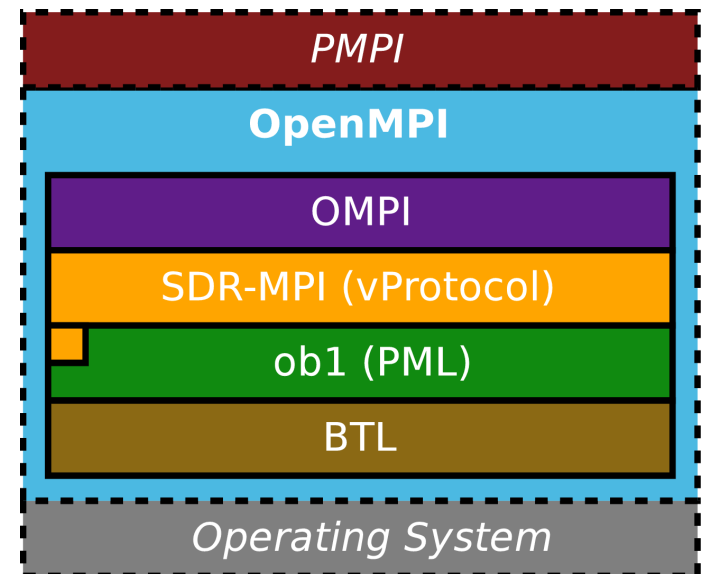 PMPI
OpenMPI
OMPI
SDR-MPI (vProtocol)
ob1 (PML)
BTL
Operating System